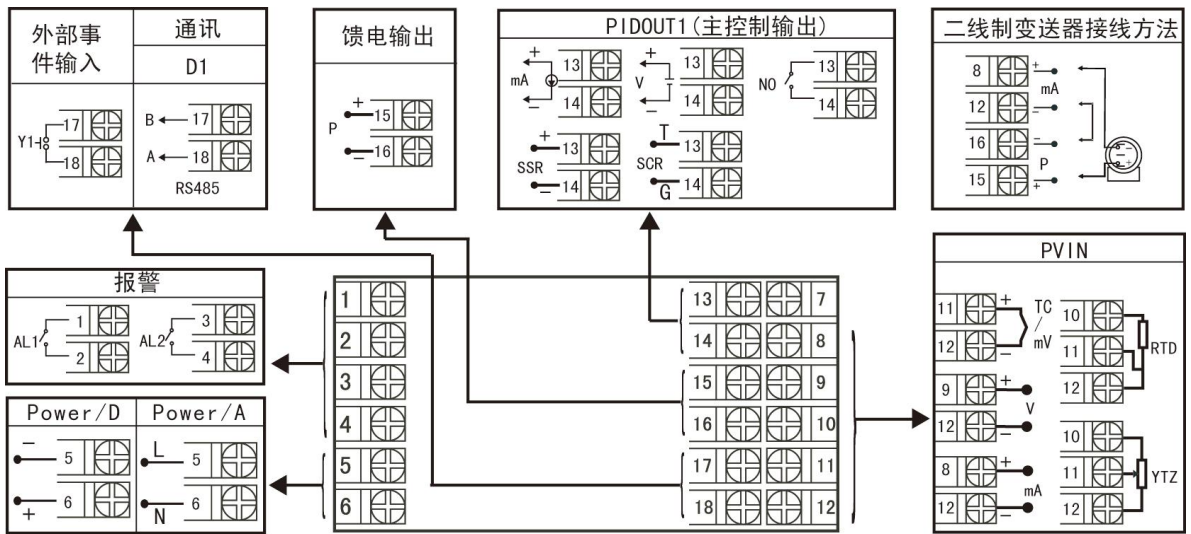 外部事
件输入
通讯
D1
Y1
17
18
B
17
A
18
RS485
馈电输出
P
+
15
−
16
PIDOUT1(主控制输出)
+
mA
−
13
14
+
V
−
13
14
NO
13
14
+
SSR
−
13
14
T
SCR
G
13
14
二线制变送器接线方法
8
+
mA
12
−
16
−
P
15
+
−
+
报警
AL1
1
2
AL2
3
4
Power/D
Power/A
−
5
+
6
L
5
N
6
1
2
3
4
5
6
13
7
14
8
15
9
16
10
17
11
18
12
PVIN
11
+
TC
/
mV
12
−
9
+
V
12
−
8
+
mA
12
−
10
11
12
RTD
10
11
12
YTZ